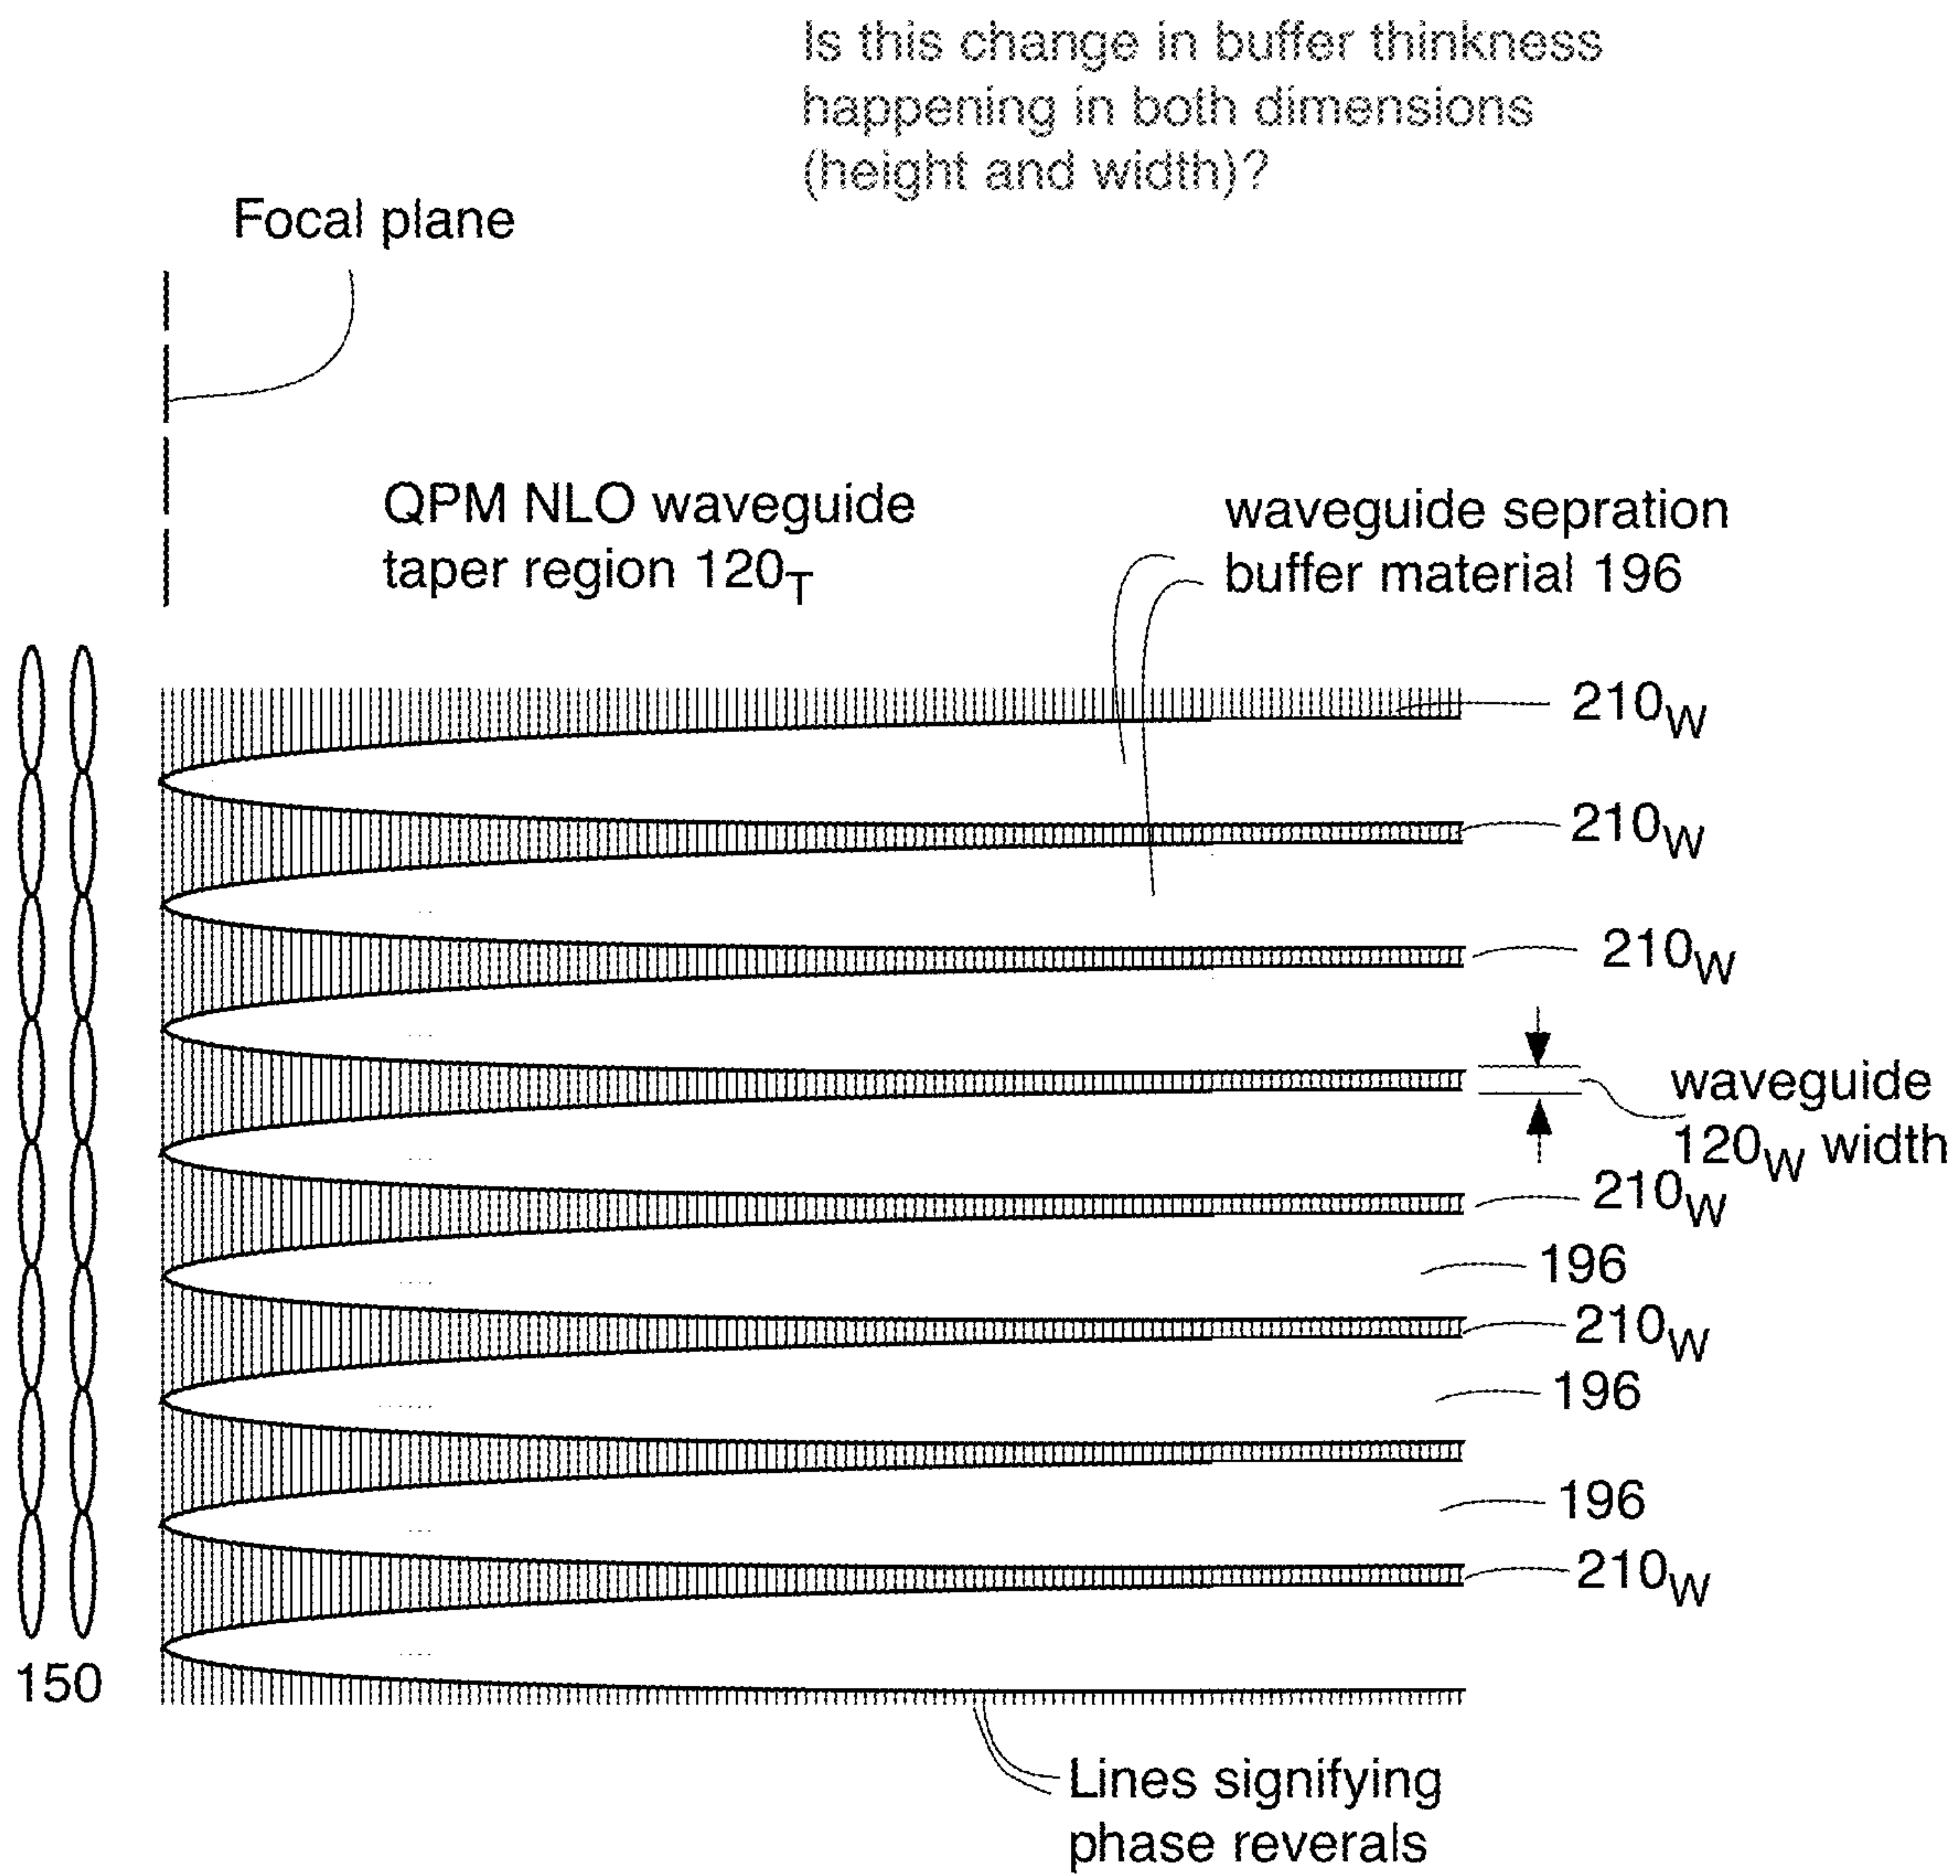 Is this change in buffer thinkness
happening in both dimensions
(height and width)?
Focal plane
QPM NLO waveguide
taper region 120T
waveguide sepration
buffer material 196
210W
210W
210W
waveguide
120W width
210W
196
210W
196
196
210W
150
Lines signifying
phase reverals